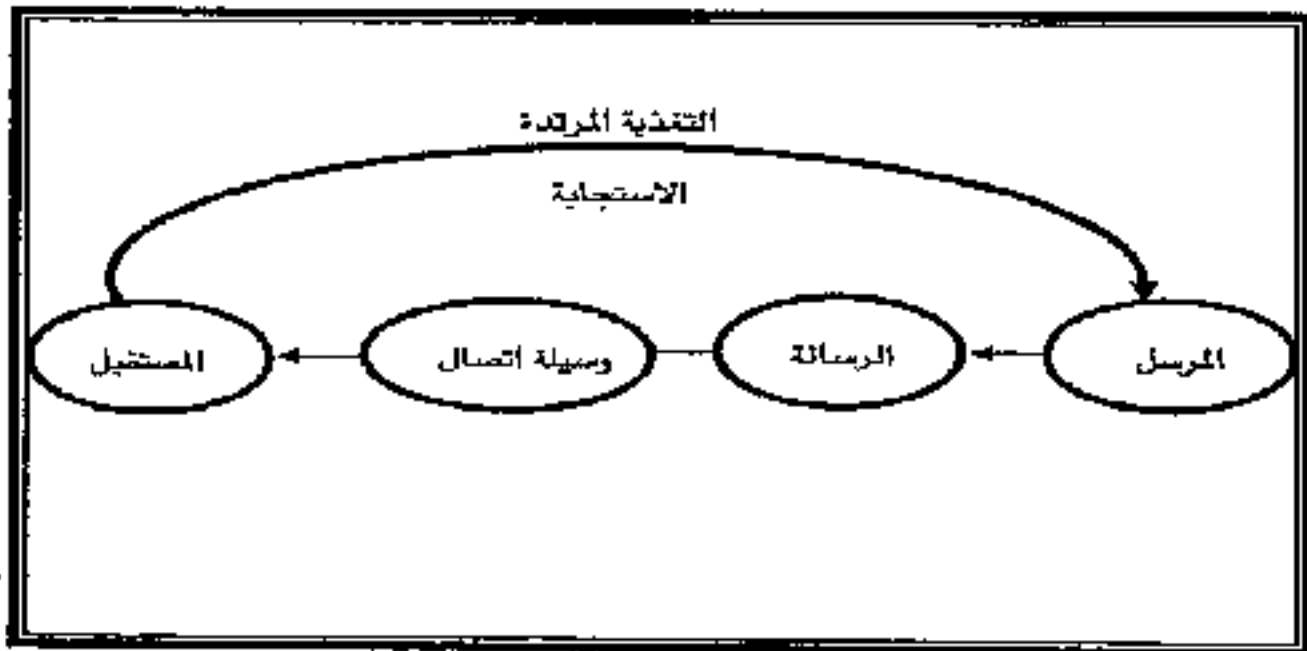 التغذية المرتدة
الاستجابة
المرسل
الرسالة
وسيلة اتصال
المستقبل